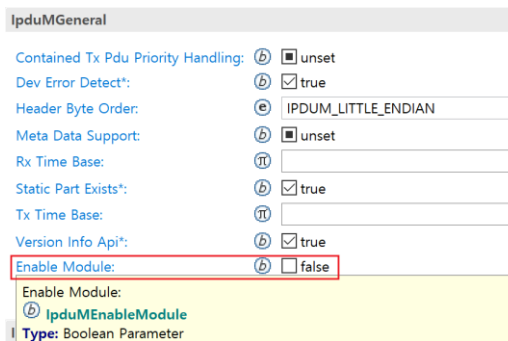 IpduMGeneral
Contained Tx Pdu Priority Handling: b unset
Dev Error Detect*: b true
Header Byte Order: e IPDUM_LITTLE_ENDIAN
Meta Data Support: b unset
Rx Time Base: π
Static Part Exists*: b true
Tx Time Base: π
Version Info Api*: b true
Enable Module: b false
Enable Module:
b IpduMEnableModule
Type: Boolean Parameter